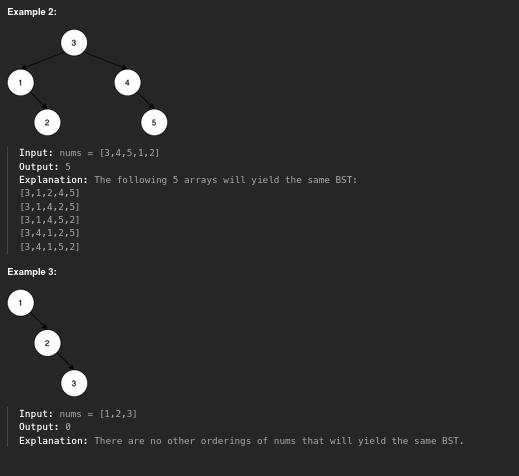 Example 2:
3
1 4
2 5
Input: nums = [3,4,5,1,2]
Output: 5
Explanation: The following 5 arrays will yield the same BST:
[3,1,2,4,5]
[3,1,4,2,5]
[3,1,4,5,2]
[3,4,1,2,5]
[3,4,1,5,2]
Example 3:
1
2
3
Input: nums = [1,2,3]
Output: 0
Explanation: There are no other orderings of nums that will yield the same BST.